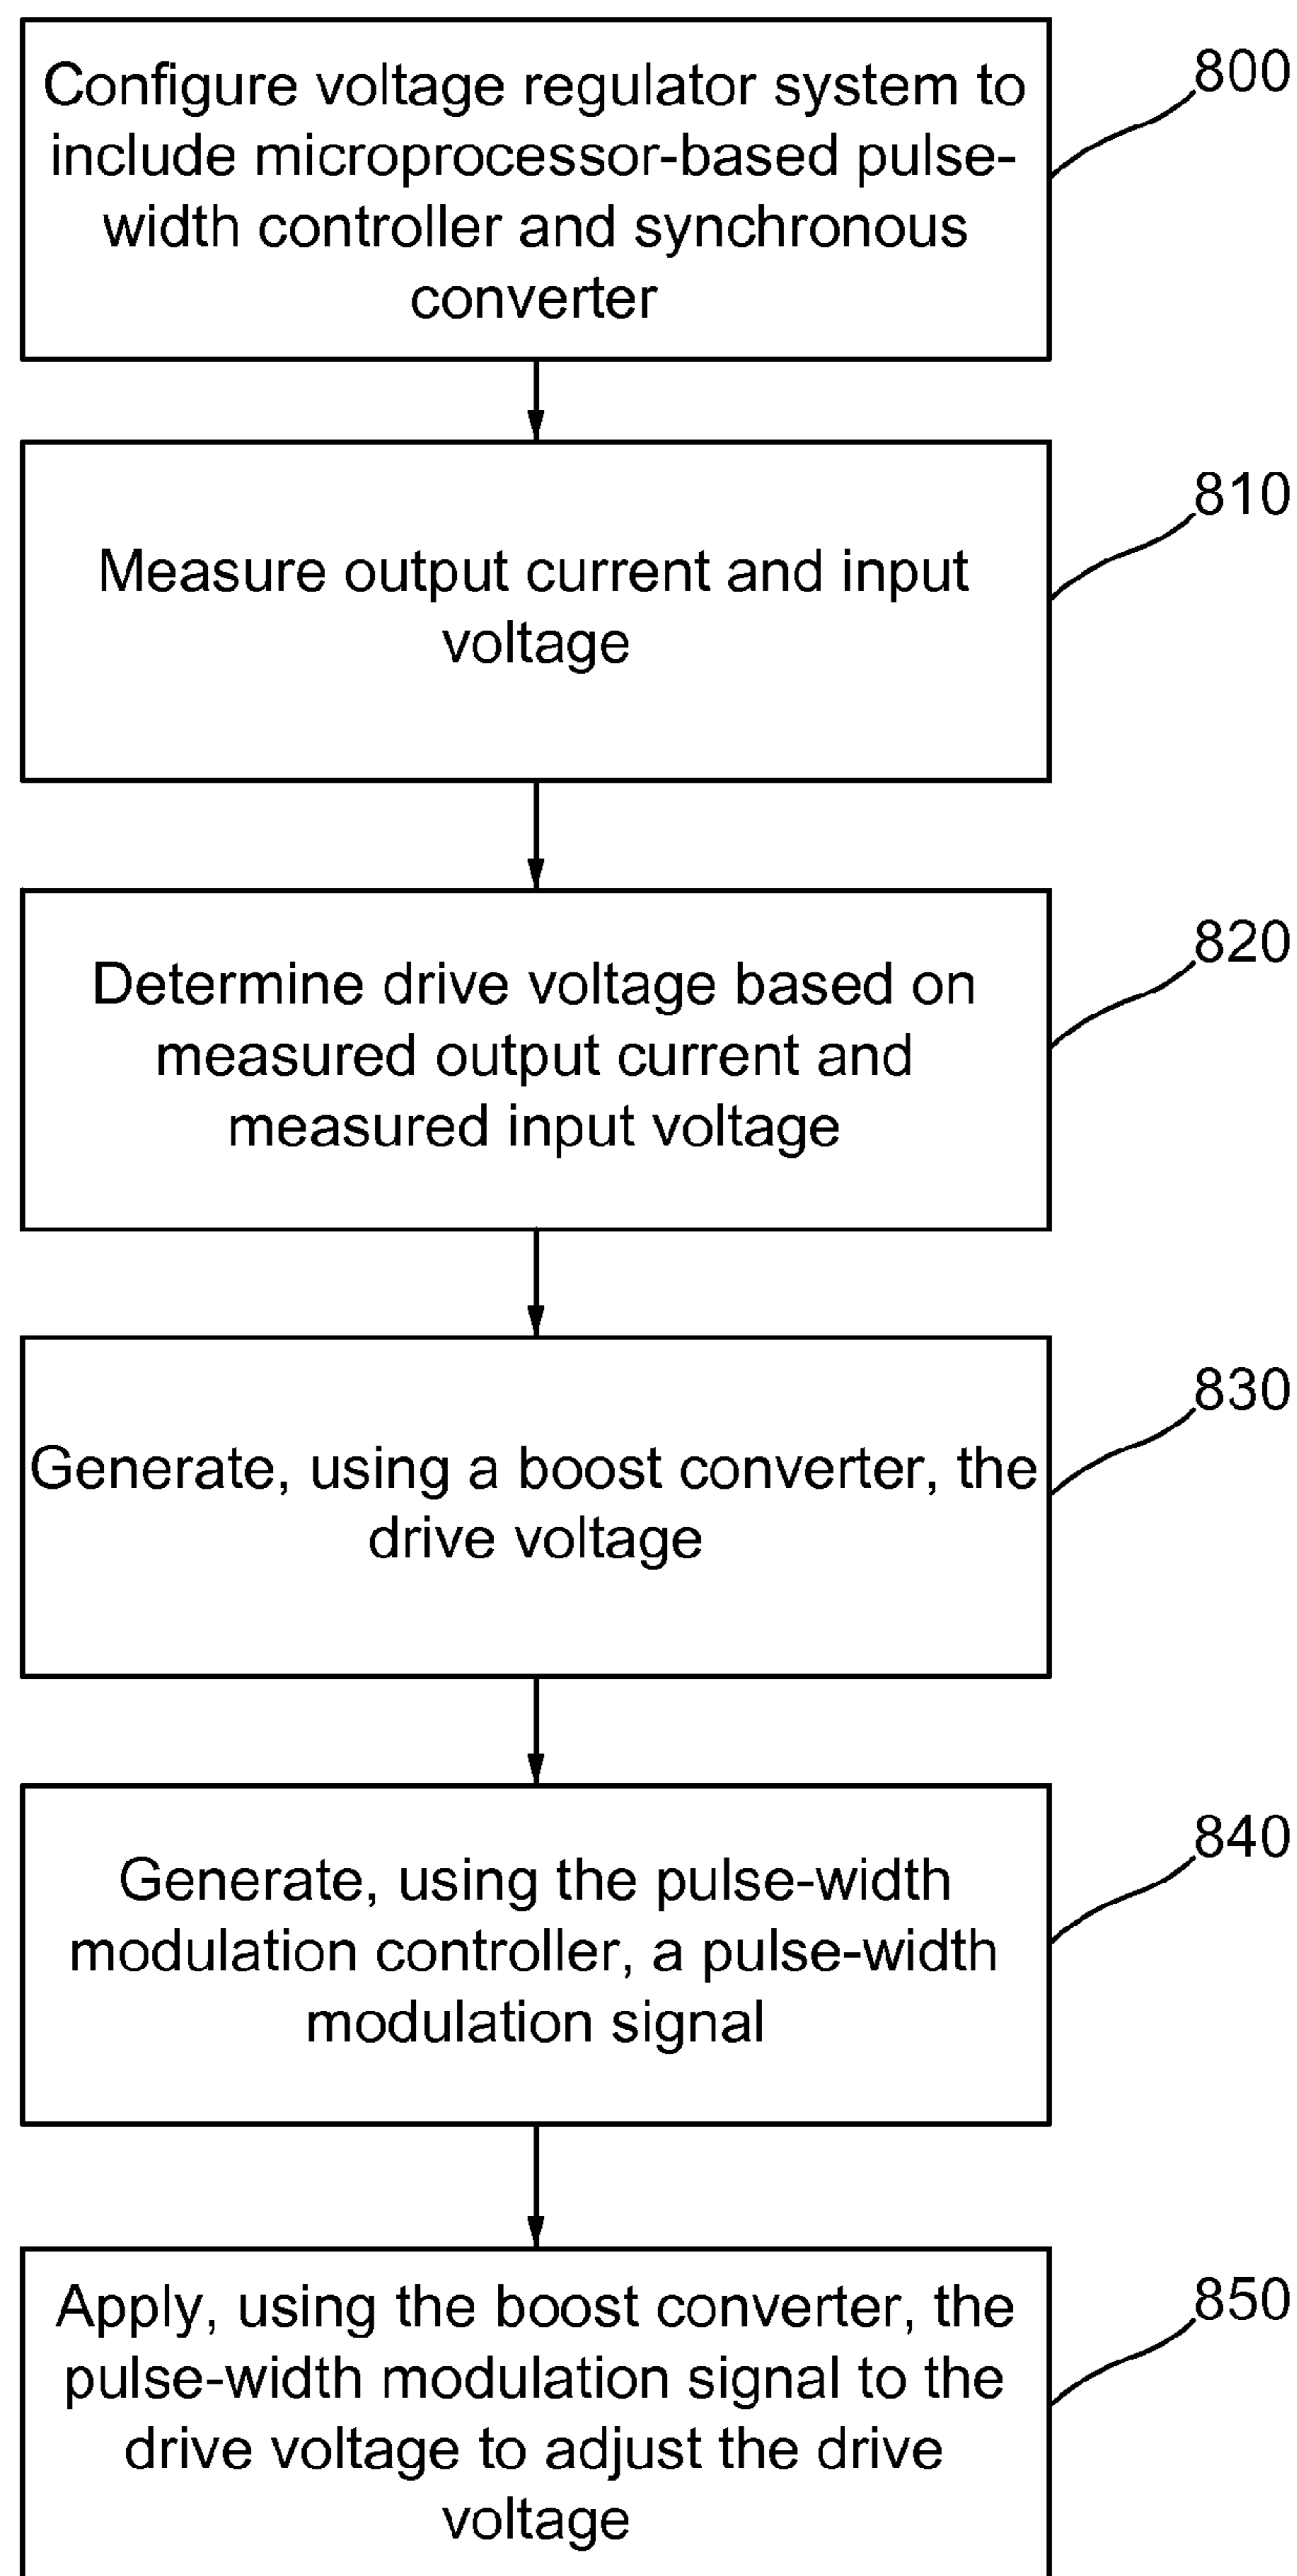 Configure voltage regulator system to
include microprocessor-based pulse-
width controller and synchronous
converter
800
Measure output current and input
voltage
810
Determine drive voltage based on
measured output current and
measured input voltage
820
Generate, using a boost converter, the
drive voltage
830
Generate, using the pulse-width
modulation controller, a pulse-width
modulation signal
840
Apply, using the boost converter, the
pulse-width modulation signal to the
drive voltage to adjust the drive
voltage
850